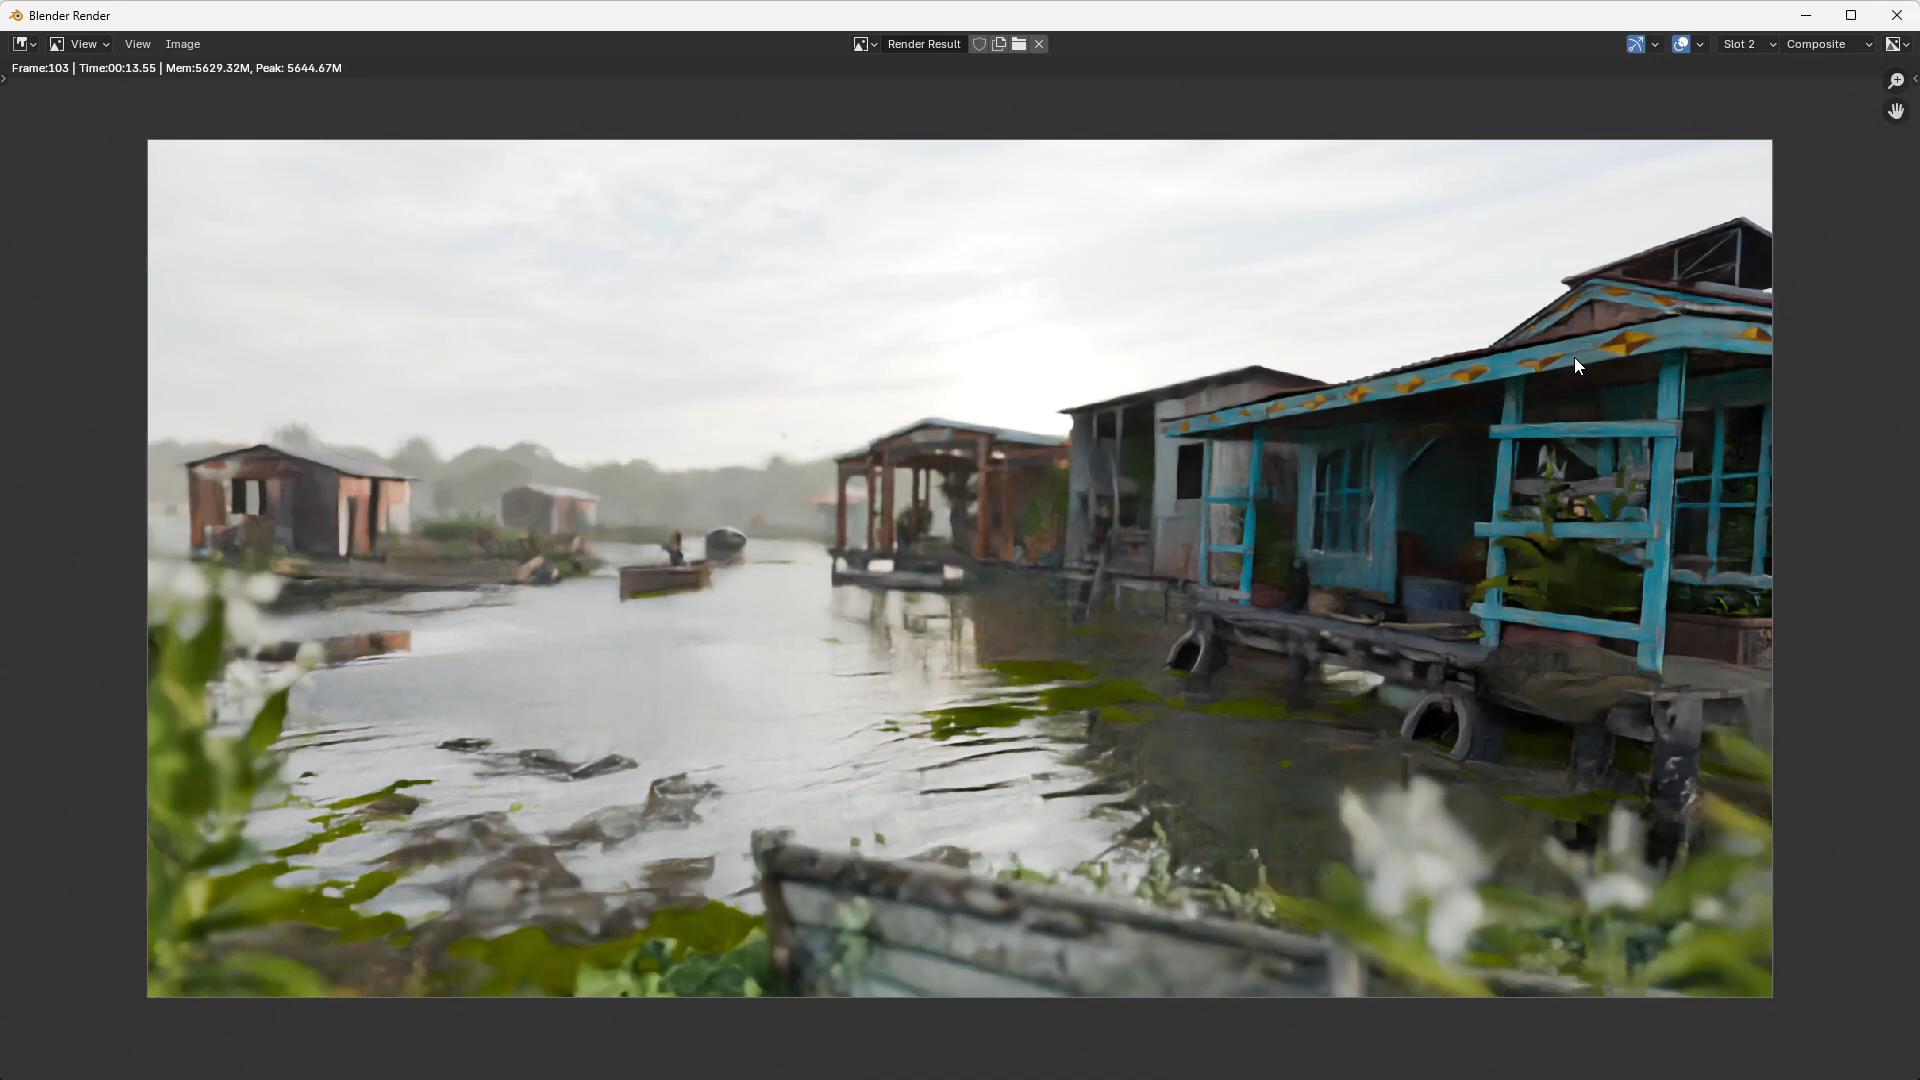 Blender Render
View View Image Render Result Slot 2 Composite
Frame:103 | Time:00:13.55 | Mem:5629.32M, Peak: 5644.67M